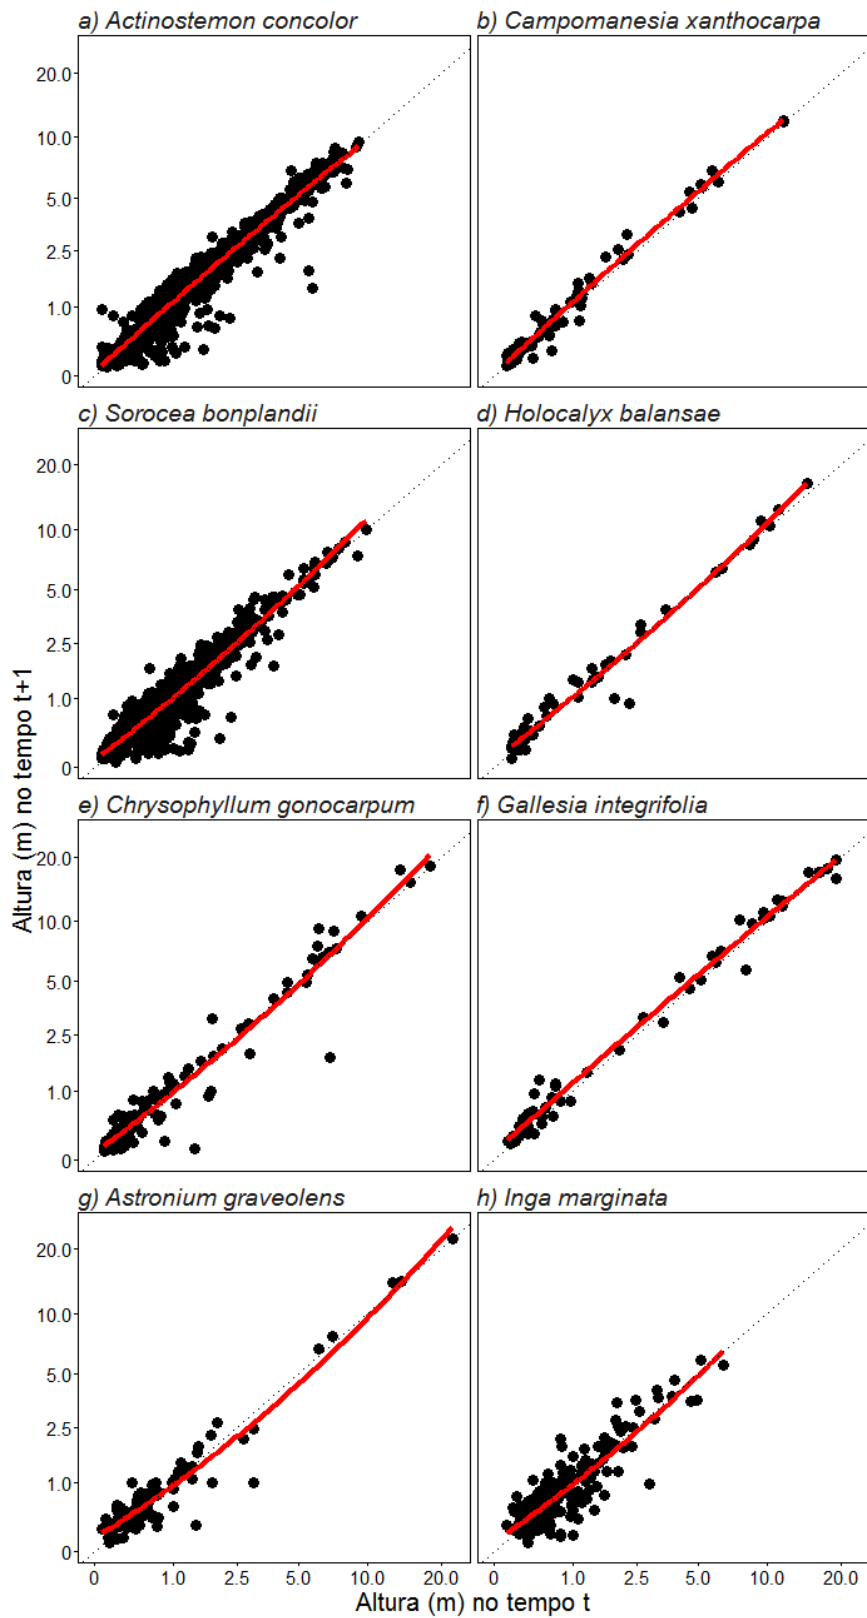 a) Actinostemon concolor
b) Campomanesia xanthocarpa
20.0
10.0
5.0
2.5
1.0
0
c) Sorocea bonplandii
d) Holocalyx balansae
20.0
10.0
5.0
2.5
1.0
0
e) Chrysophyllum gonocarpum
f) Gallesia integrifolia
20.0
10.0
5.0
2.5
1.0
0
g) Astronium graveolens
h) Inga marginata
20.0
10.0
5.0
2.5
1.0
0
Altura (m) no tempo t+1
0 1.0 2.5 5.0 10.0 20.0 0 1.0 2.5 5.0 10.0 20.0
Altura (m) no tempo t